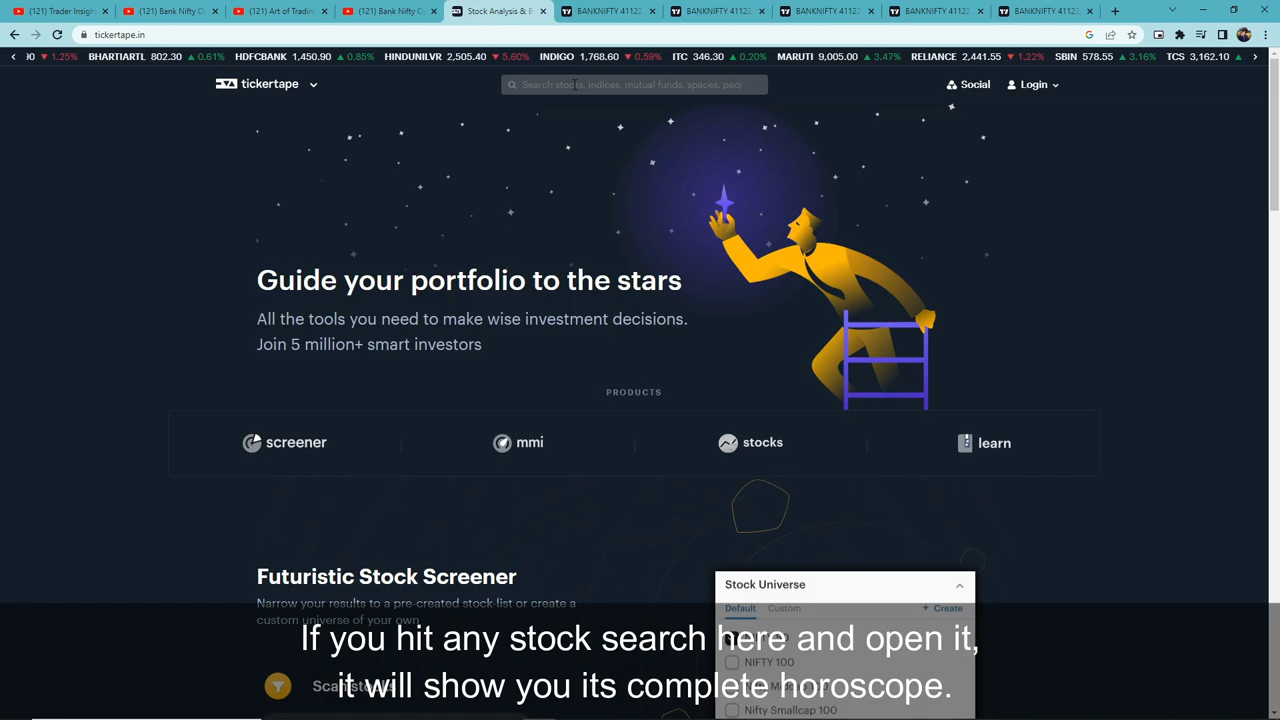 (121) Trader Insigh
(121) Bank Nifty C
(121) Art of Tradin
(121) Bank Nifty C
Stock Analysis & B
BANKNIFTY 41122
BANKNIFTY 41122
BANKNIFTY 41122
BANKNIFTY 41122
BANKNIFTY 41122
tickertape.in
90 1.25% BHARTIARTL 802.30 0.61% HDFCBANK 1,450.90 0.85% HINDUNILVR 2,505.40 5.60% INDIGO 1,768.60 0.59% ITC 346.30 0.20% MARUTI 9,005.00 3.47% RELIANCE 2,441.55 1.22% SBIN 578.55 3.16% TCS 3,162.10
tickertape
Search stocks, indices, mutual funds, spaces, peop
Social
Login
Guide your portfolio to the stars
All the tools you need to make wise investment decisions.
Join 5 million+ smart investors
PRODUCTS
screener
mmi
stocks
learn
Futuristic Stock Screener
Narrow your results to a pre-created stock-list or create a
custom universe of your own
Stock Universe
Default Custom + Create
NIFTY 100
Nifty Smallcap 100
If you hit any stock search here and open it,
it will show you its complete horoscope.